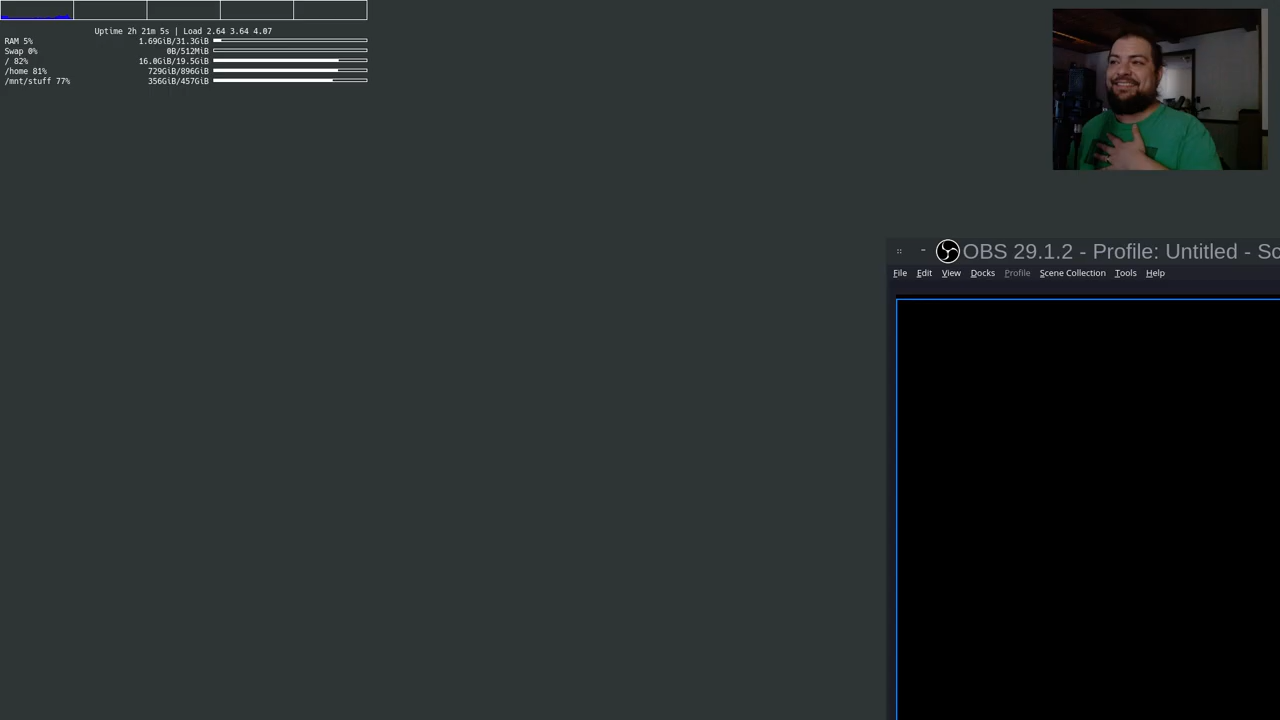 Uptime 2h 21m 5s | Load 2.64 3.64 4.07
RAM 5% 1.69GiB/31.3GiB
Swap 0% 0B/512MiB
/ 82% 16.0GiB/19.5GiB
/home 81% 729GiB/896GiB
/mnt/stuff 77% 356GiB/457GiB
OBS 29.1.2 - Profile: Untitled - Sc
File Edit View Docks Profile Scene Collection Tools Help